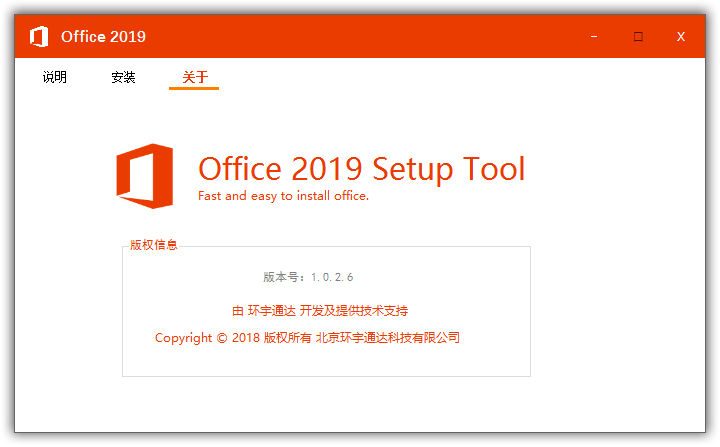 Office 2019
说明 安装 关于
Office 2019 Setup Tool
Fast and easy to install office.
版权信息
版本号：1.0.2.6
由 环宇通达 开发及提供技术支持
Copyright © 2018 版权所有 北京环宇通达科技有限公司